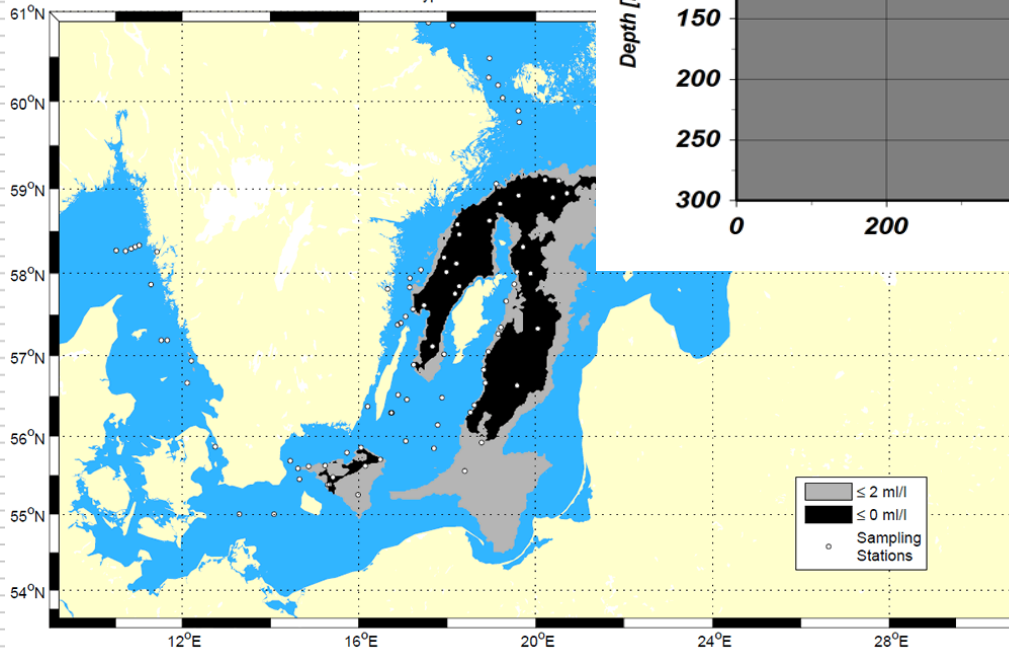 61°N
60°N
59°N
58°N
57°N
56°N
55°N
54°N
12°E
16°E
20°E
24°E
28°E
Depth [
150
200
250
300
0
200
≤ 2 ml/l
≤ 0 ml/l
Sampling
Stations